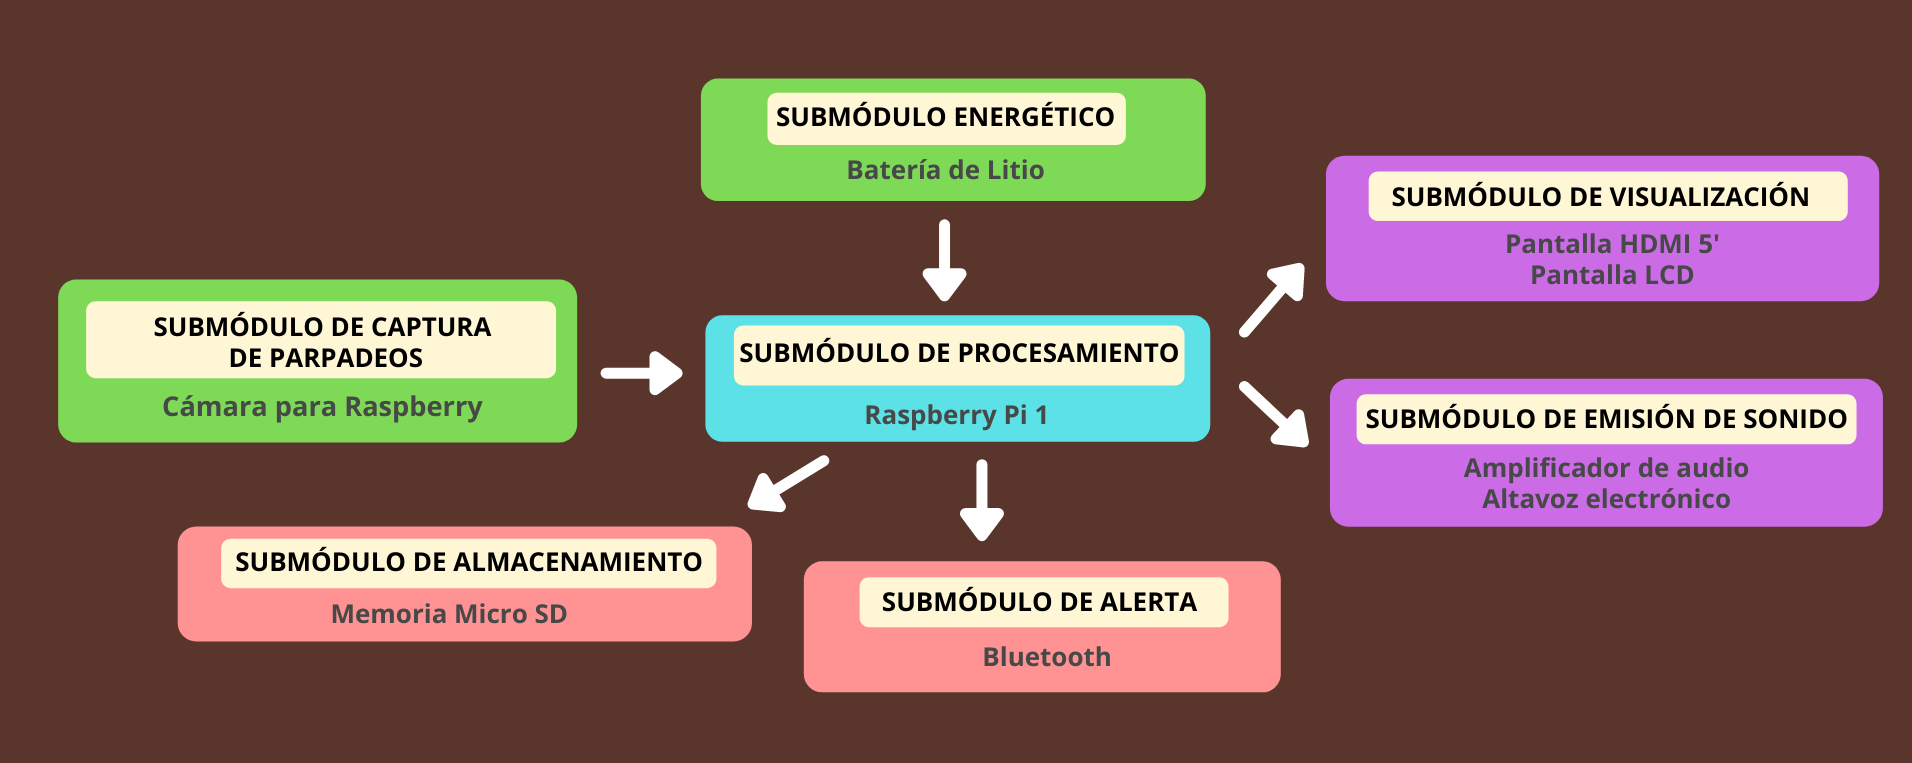 SUBMÓDULO ENERGÉTICO
Batería de Litio
SUBMÓDULO DE VISUALIZACIÓN
Pantalla HDMI 5'
Pantalla LCD
SUBMÓDULO DE CAPTURA
DE PARPADEOS
Cámara para Raspberry
SUBMÓDULO DE PROCESAMIENTO
Raspberry Pi 1
SUBMÓDULO DE EMISIÓN DE SONIDO
Amplificador de audio
Altavoz electrónico
SUBMÓDULO DE ALMACENAMIENTO
Memoria Micro SD
SUBMÓDULO DE ALERTA
Bluetooth